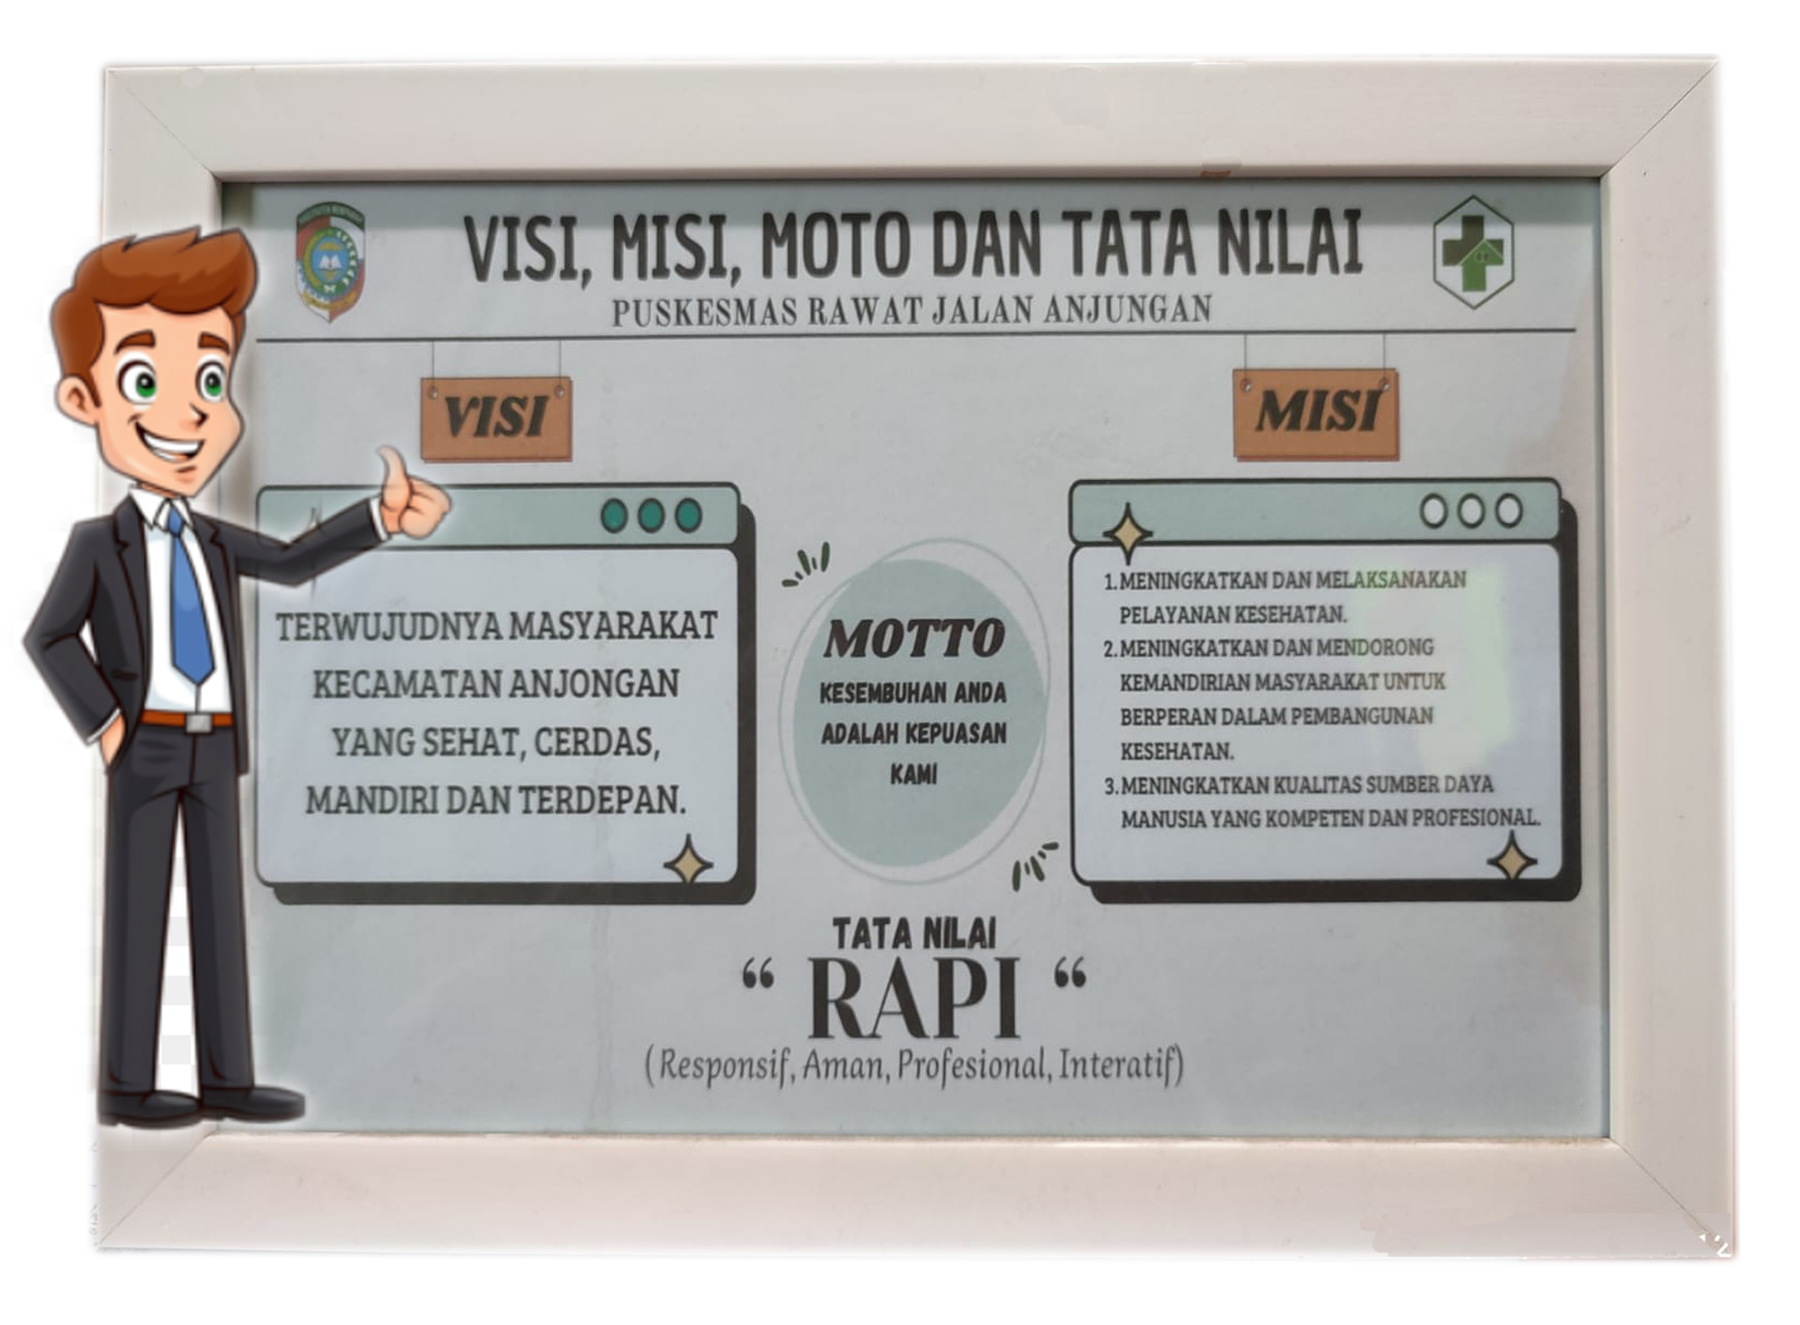 VISI, MISI, MOTO DAN TATA NILAI
PUSKESMAS RAWAT JALAN ANJUNGAN
VISI
TERWUJUDNYA MASYARAKAT
KECAMATAN ANJONGAN
YANG SEHAT, CERDAS,
MANDIRI DAN TERDEPAN.
MOTTO
KESEMBUHAN ANDA
ADALAH KEPUASAN
KAMI
MISI
1. MENINGKATKAN DAN MELAKSANAKAN
PELAYANAN KESEHATAN.
2. MENINGKATKAN DAN MENDORONG
KEMANDIRIAN MASYARAKAT UNTUK
BERPERAN DALAM PEMBANGUNAN
KESEHATAN.
3. MENINGKATKAN KUALITAS SUMBER DAYA
MANUSIA YANG KOMPETEN DAN PROFESIONAL.
TATA NILAI
“ RAPI “
(Responsif, Aman, Profesional, Interatif)